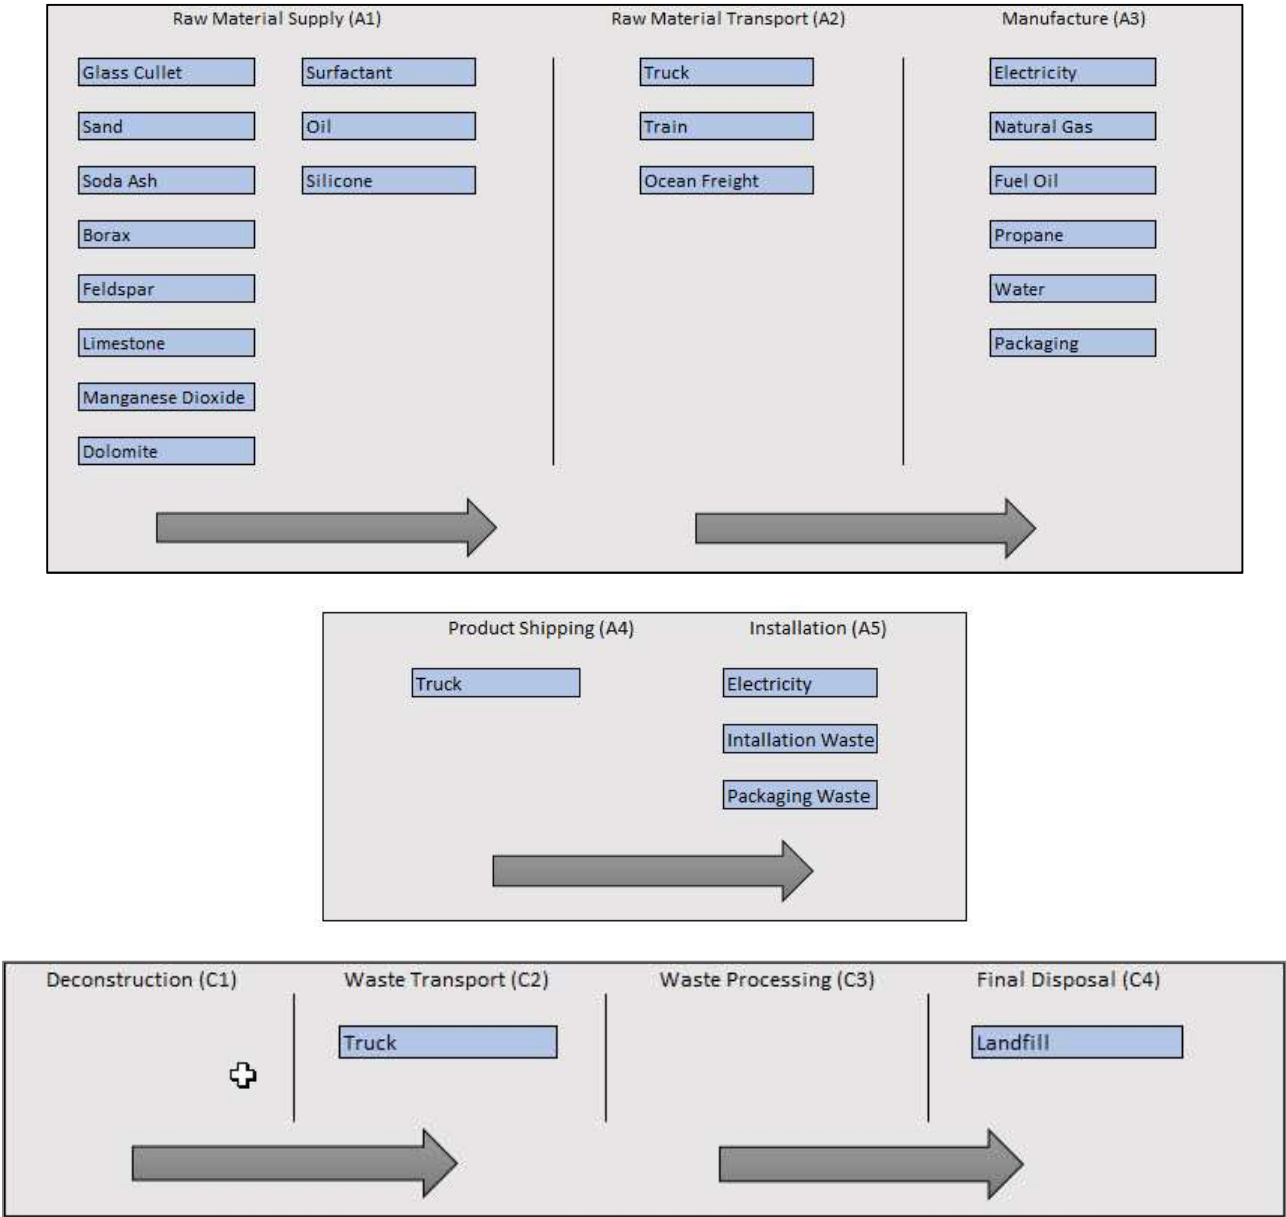 Raw Material Supply (A1)
Glass Cullet
Sand
Soda Ash
Borax
Feldspar
Limestone
Manganese Dioxide
Dolomite
Surfactant
Oil
Silicone
Raw Material Transport (A2)
Truck
Train
Ocean Freight
Manufacture (A3)
Electricity
Natural Gas
Fuel Oil
Propane
Water
Packaging
Product Shipping (A4)
Truck
Installation (A5)
Electricity
Intallation Waste
Packaging Waste
Deconstruction (C1)
Waste Transport (C2)
Truck
Waste Processing (C3)
Final Disposal (C4)
Landfill